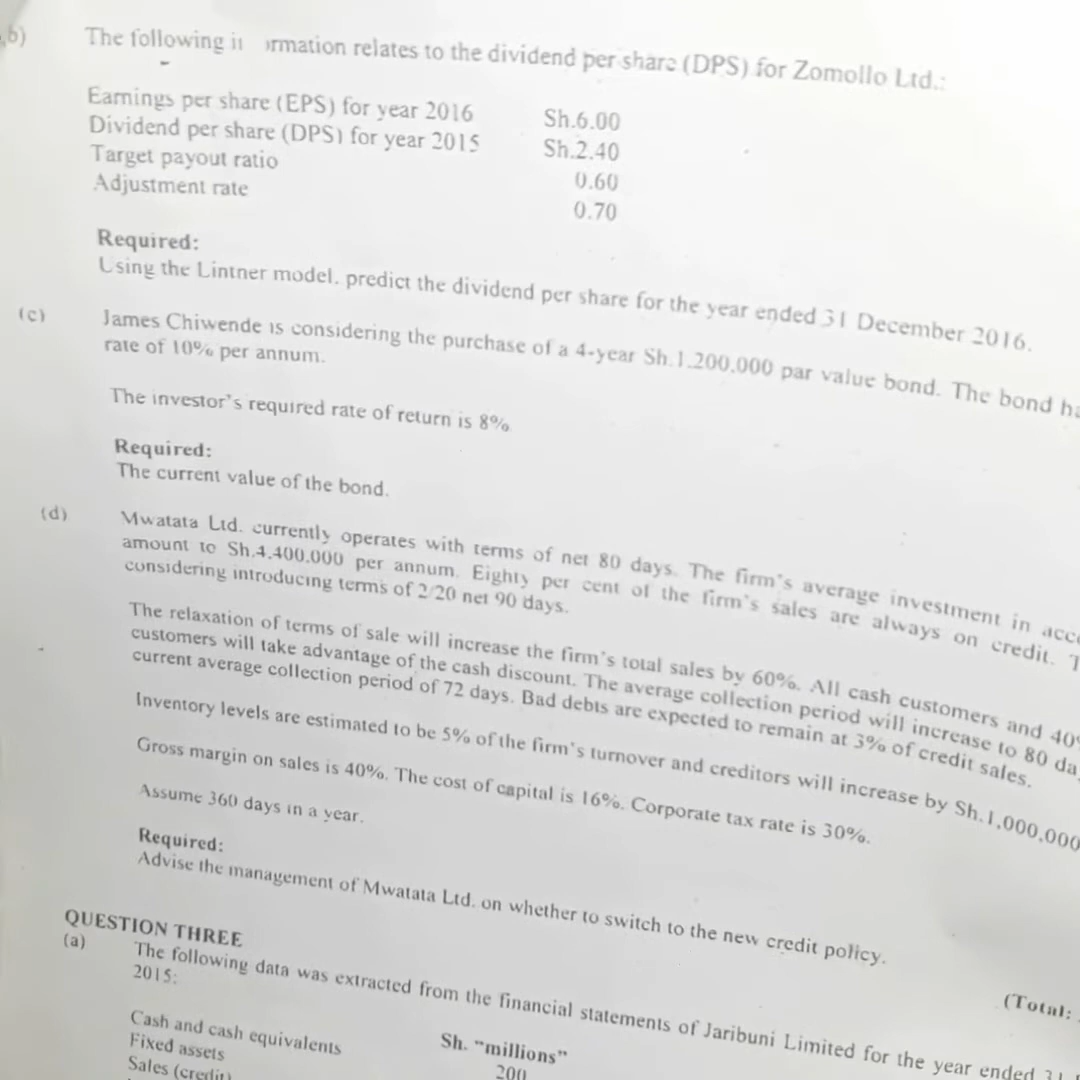 b)
The following i rmation relates to the dividend per share (DPS) for Zomollo Ltd.:
Earnings per share (EPS) for year 2016 Sh.6.00
Dividend per share (DPS) for year 2015 Sh.2.40
Target payout ratio 0.60
Adjustment rate 0.70
Required:
Using the Lintner model, predict the dividend per share for the year ended 31 December 2016.
(c) James Chiwende is considering the purchase of a 4-year Sh.1,200,000 par value bond. The bond ha
rate of 10% per annum.
The investor's required rate of return is 8%
Required:
The current value of the bond.
(d) Mwatata Ltd. currently operates with terms of net 80 days. The firm's average investment in acc
amount to Sh.4,400,000 per annum. Eighty per cent of the firm's sales are always on credit. T
considering introducing terms of 2/20 net 90 days.
The relaxation of terms of sale will increase the firm's total sales by 60%. All cash customers and 40%
customers will take advantage of the cash discount. The average collection period will increase to 80 da
current average collection period of 72 days. Bad debts are expected to remain at 3% of credit sales.
Inventory levels are estimated to be 5% of the firm's turnover and creditors will increase by Sh.1,000,000
Gross margin on sales is 40%. The cost of capital is 16%. Corporate tax rate is 30%.
Assume 360 days in a year.
Required:
Advise the management of Mwatata Ltd. on whether to switch to the new credit policy.
(Total:
QUESTION THREE
(a) The following data was extracted from the financial statements of Jaribuni Limited for the year ended 31
2015:
Sh. "millions"
Cash and cash equivalents 200
Fixed assets
Sales (credit)